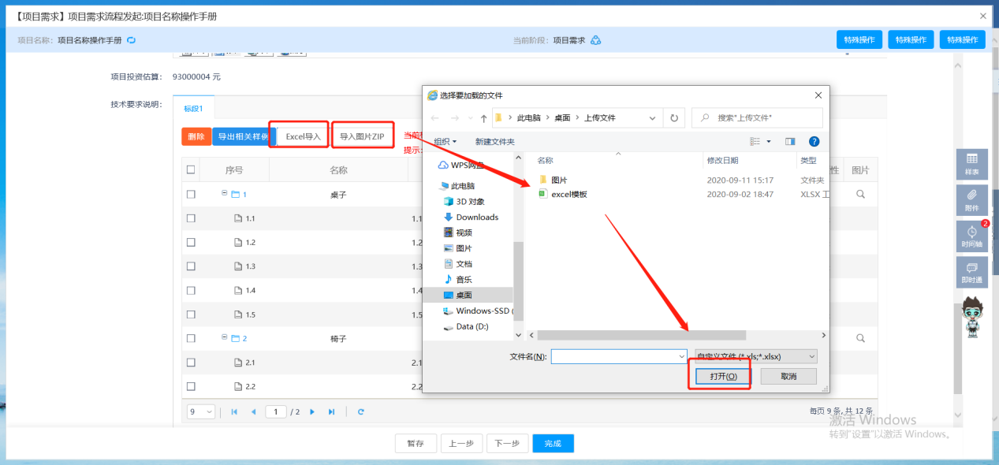 【项目需求】项目需求流程发起:项目名称操作手册
项目名称: 项目名称操作手册
当前阶段: 项目需求
特殊操作 特殊操作 特殊操作
项目投资估算: 93000004 元
技术要求说明: 标段1
删除 导出相关样例 Excel导入 导入图片ZIP
提示:
序号 名称 性 图片
1 桌子
1.1 1.1
1.2 1.2
1.3 1.3
1.4 1.4
1.5 1.5
2 椅子
2.1 2.1
2.2 2.2
9 1 / 2 每页 9 条, 共 12 条
暂存 上一步 下一步 完成
选择要加载的文件
此电脑 桌面 上传文件 搜索"上传文件"
组织 新建文件夹
名称 修改日期 类型
图片 2020-09-11 15:17 文件夹
excel模板 2020-09-02 18:47 XLSX 工
WPS网盘
此电脑
3D 对象
Downloads
视频
图片
文档
音乐
桌面
Windows-SSD (
Data (D:)
文件名(N): 自定义文件 (*.xls;*.xlsx)
打开(O) 取消
样表
附件
2
时间轴
即时通
激活 Windows
转到"设置"以激活 Windows。